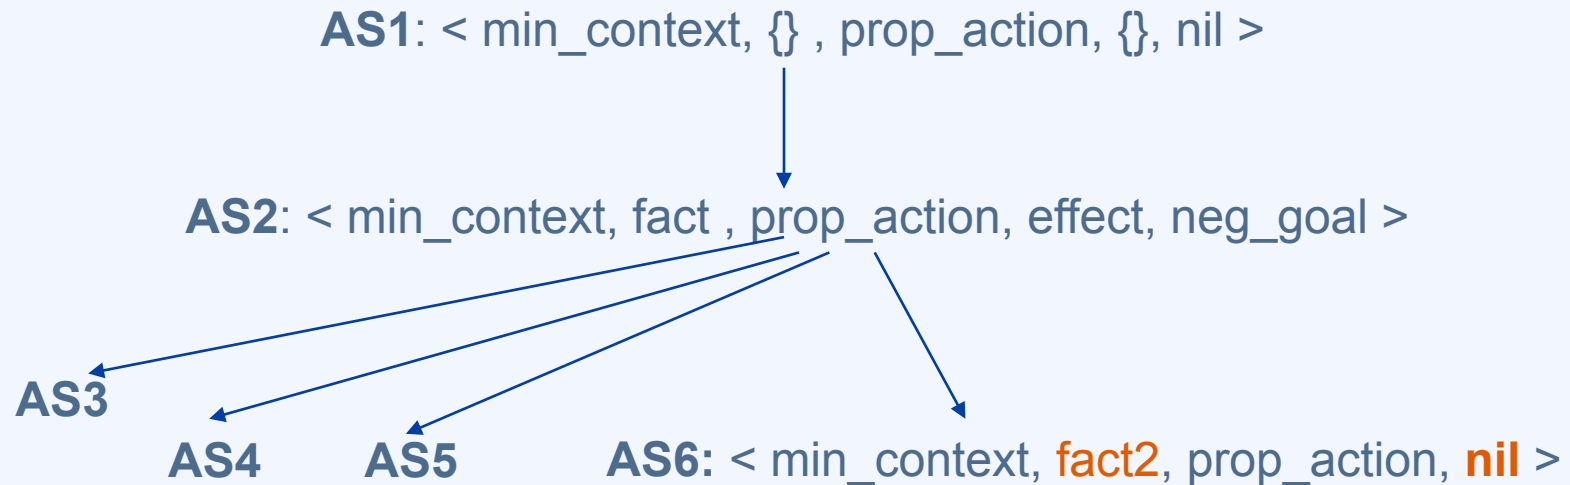 AS1: < min_context, {} , prop_action, {}, nil >
AS2: < min_context, fact , prop_action, effect, neg_goal >
AS3
AS4 AS5 AS6: < min_context, fact2, prop_action, nil >